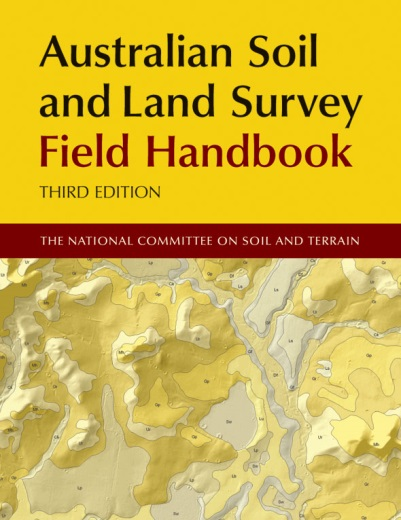 Australian Soil
and Land Survey
Field Handbook
THIRD EDITION
THE NATIONAL COMMITTEE ON SOIL AND TERRAIN